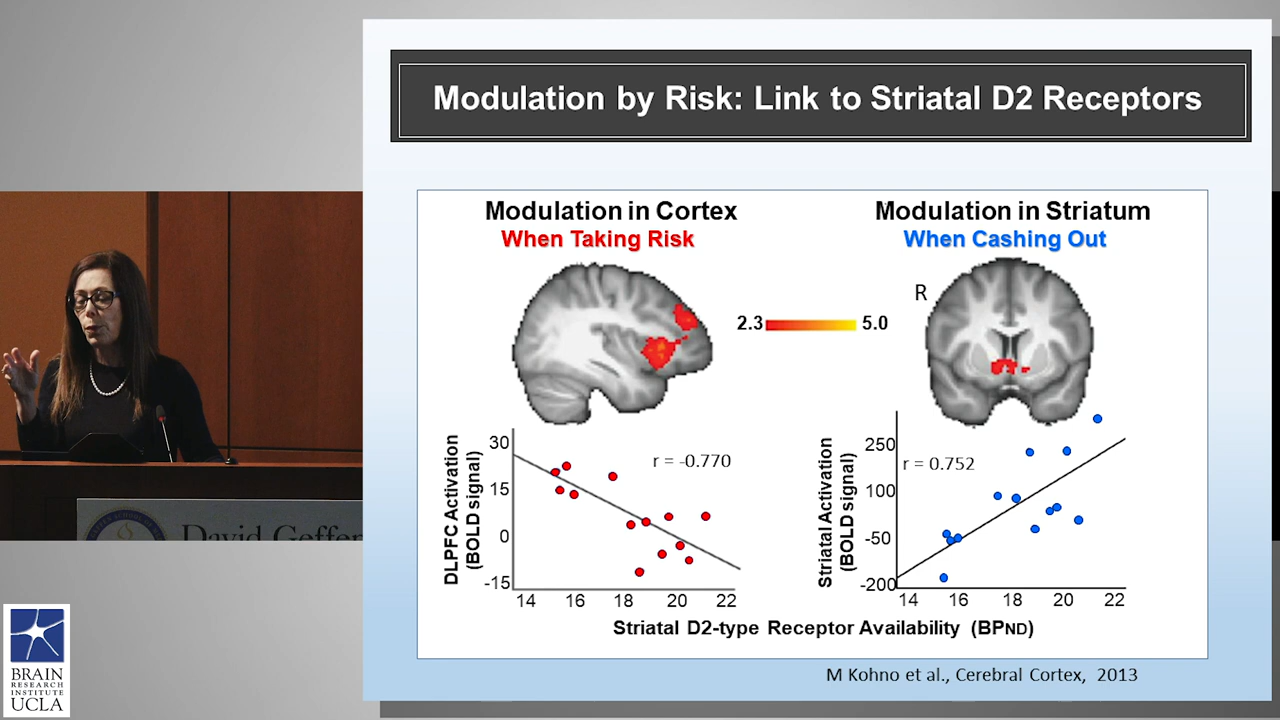 Modulation by Risk: Link to Striatal D2 Receptors
Modulation in Cortex
When Taking Risk
Modulation in Striatum
When Cashing Out
R
2.3
5.0
DLPFC Activation
(BOLD signal)
30
15
0
-15
r = -0.770
14 16 18 20 22
Striatal Activation
(BOLD signal)
250
100
-50
-200
r = 0.752
14 16 18 20 22
Striatal D2-type Receptor Availability (BPND)
M Kohno et al., Cerebral Cortex, 2013
David Geffen
BRAIN
RESEARCH
INSTITUTE
UCLA